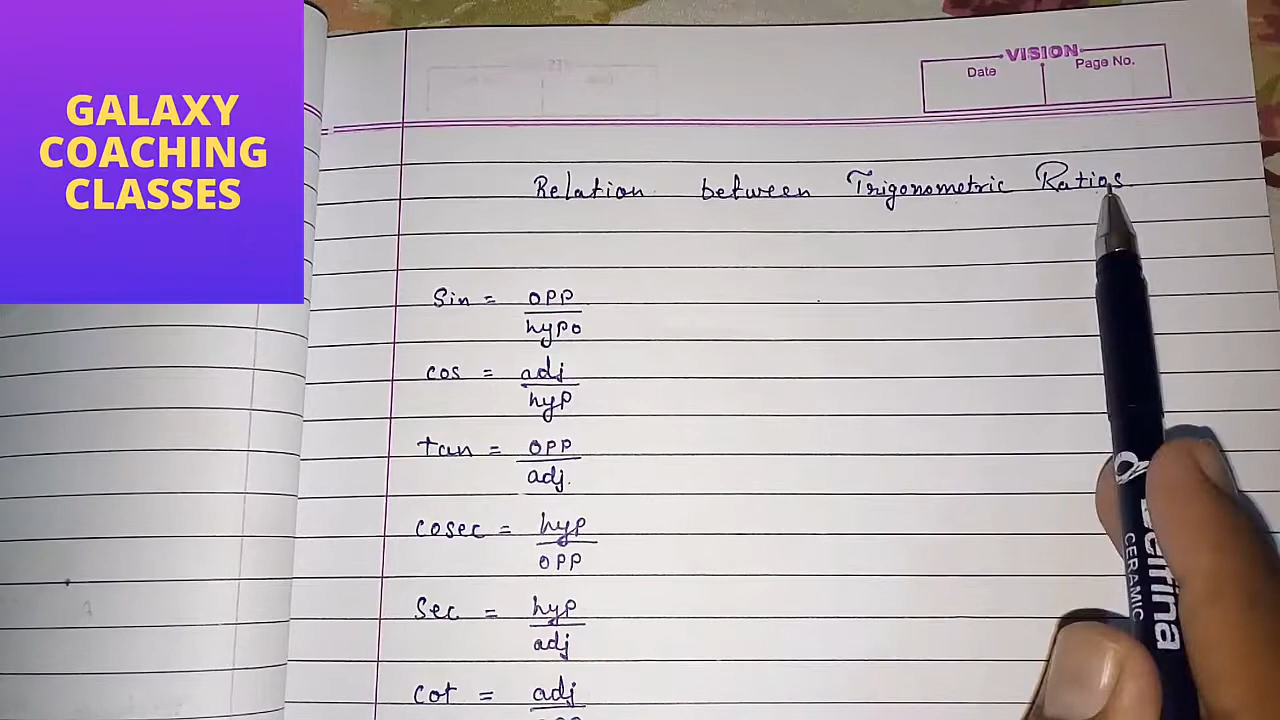 GALAXY
COACHING
CLASSES
VISION
Date
Page No.
Relation between Trigonometric Ratios
Sin = opp
hypo
cos = adj
hyp
tan = opp
adj.
cosec = hyp
opp
Sec = hyp
adj
cot = adj
CERAMIC